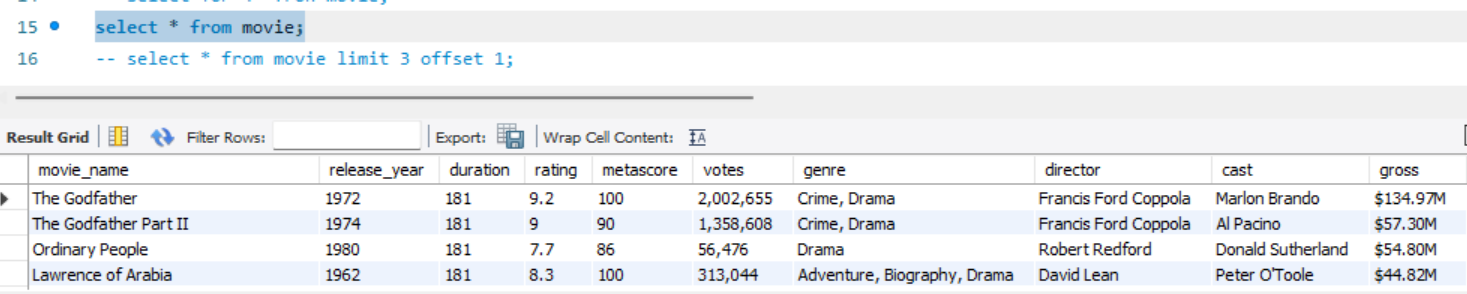 15 select * from movie;
16 -- select * from movie limit 3 offset 1;
Result Grid Filter Rows: Export: Wrap Cell Content: IA
movie_name release_year duration rating metascore votes genre director cast gross
The Godfather 1972 181 9.2 100 2,002,655 Crime, Drama Francis Ford Coppola Marlon Brando $134.97M
The Godfather Part II 1974 181 9 90 1,358,608 Crime, Drama Francis Ford Coppola Al Pacino $57.30M
Ordinary People 1980 181 7.7 86 56,476 Drama Robert Redford Donald Sutherland $54.80M
Lawrence of Arabia 1962 181 8.3 100 313,044 Adventure, Biography, Drama David Lean Peter O'Toole $44.82M